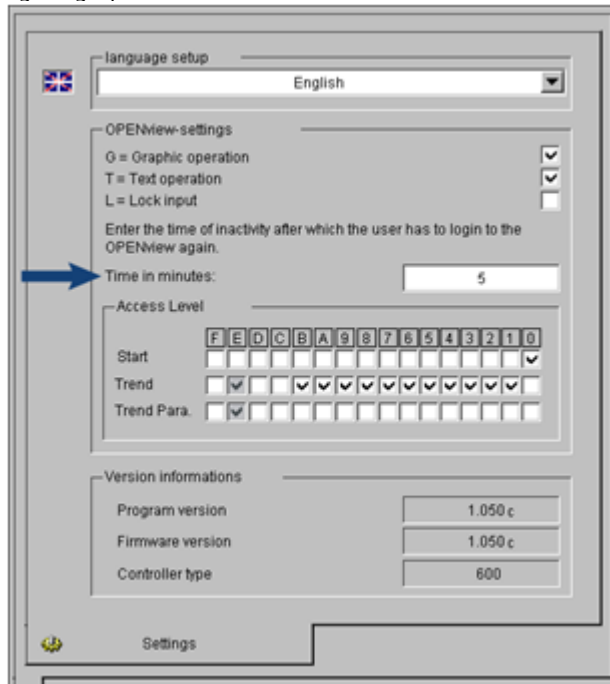 language setup
English
OPENview-settings
G = Graphic operation
T = Text operation
L = Lock input
Enter the time of inactivity after which the user has to login to the
OPENview again.
Time in minutes:
5
Access Level
F E D C B A 9 8 7 6 5 4 3 2 1 0
Start
Trend
Trend Para.
Version informations
Program version
1.050 c
Firmware version
1.050 c
Controller type
600
Settings